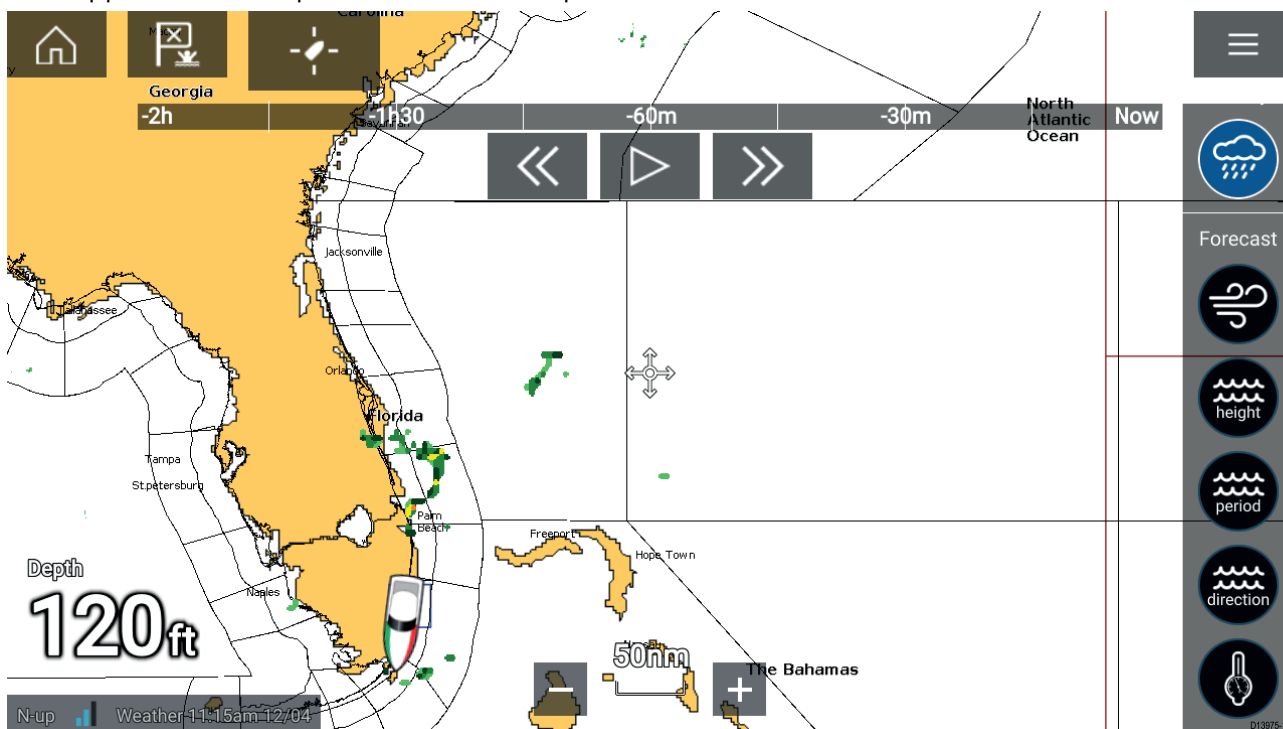 Carolina
Georgia
-2h
-1h30
-60m
-30m
Now
North
Atlantic
Ocean
Jacksonville
Forecast
Tallahassee
Orlando
Florida
height
Tampa
St.petersburg
period
Palm
Beach
Freeport
Hope Town
Depth
120ft
Naples
direction
50nm
The Bahamas
N-up
Weather 11:15am 12/04